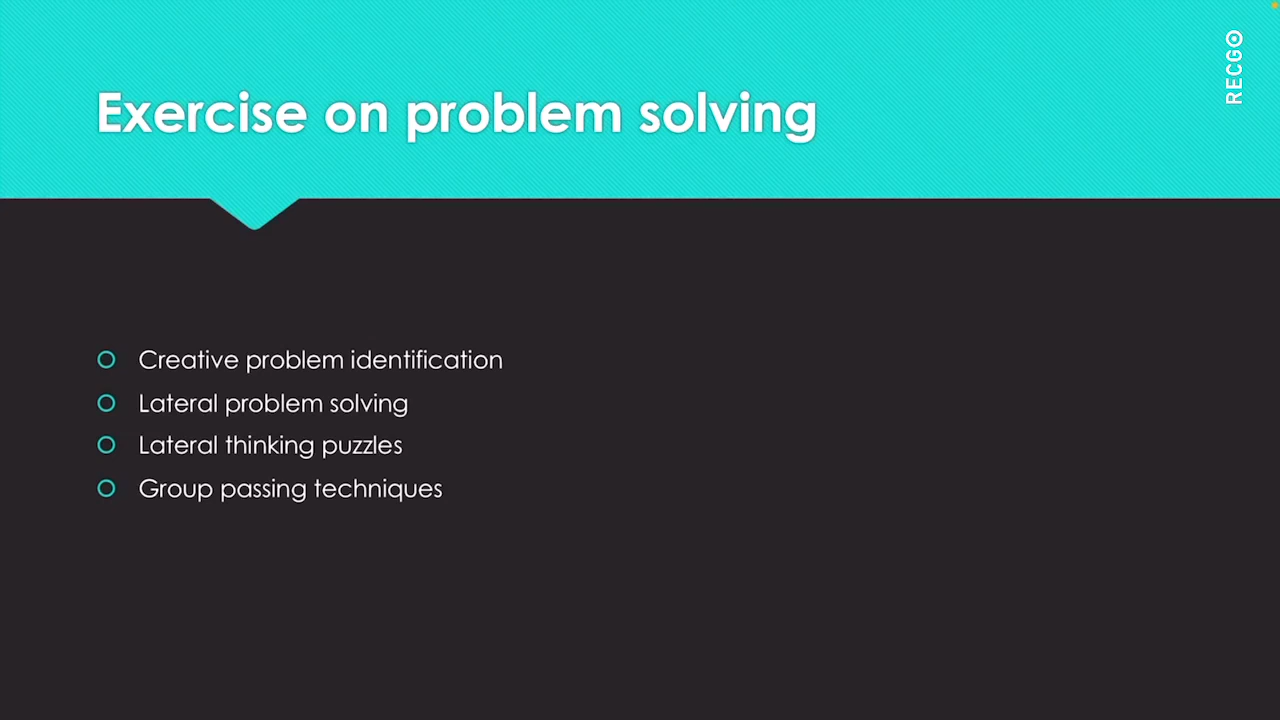 RECGO
Exercise on problem solving
Creative problem identification
Lateral problem solving
Lateral thinking puzzles
Group passing techniques